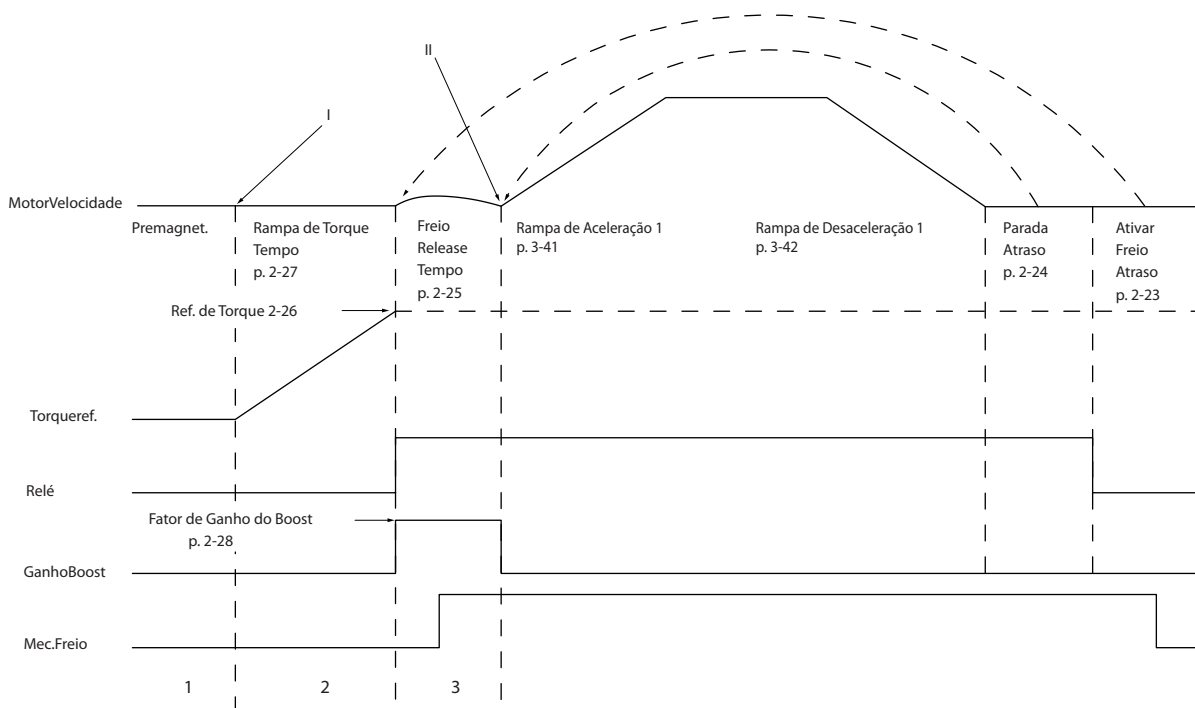 I
II
MotorVelocidade
Premagnet.
Rampa de Torque
Tempo
p. 2-27
Freio
Release
Tempo
p. 2-25
Rampa de Aceleração 1
p. 3-41
Rampa de Desaceleração 1
p. 3-42
Parada
Atraso
p. 2-24
Ativar
Freio
Atraso
p. 2-23
Ref. de Torque 2-26
Torqueref.
Relé
Fator de Ganho do Boost
p. 2-28
GanhoBoost
Mec.Freio
1
2
3